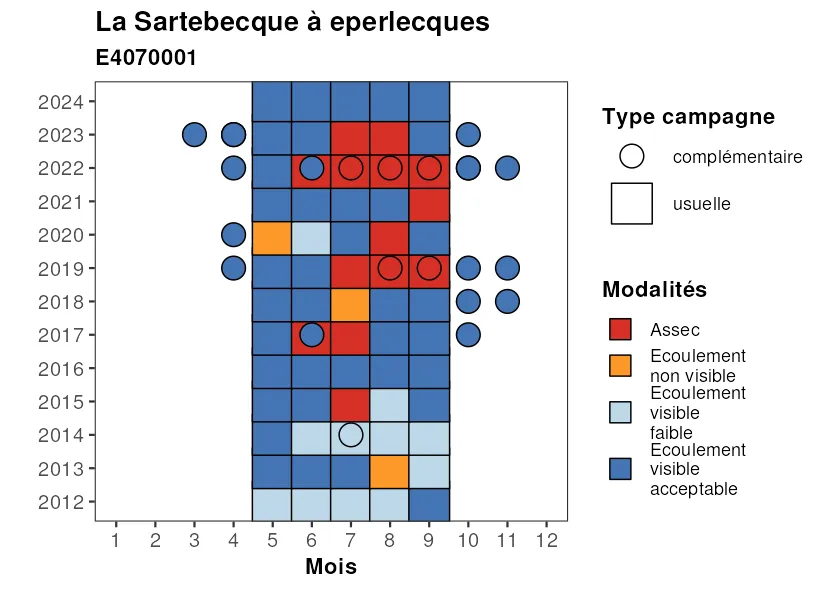 La Sartebecque à eperlecques
E4070001
2024
2023
2022
2021
2020
2019
2018
2017
2016
2015
2014
2013
2012
1 2 3 4 5 6 7 8 9 10 11 12
Mois
Type campagne
complémentaire
usuelle
Modalités
Assec
Ecoulement
non visible
Ecoulement
visible
faible
Ecoulement
visible
acceptable